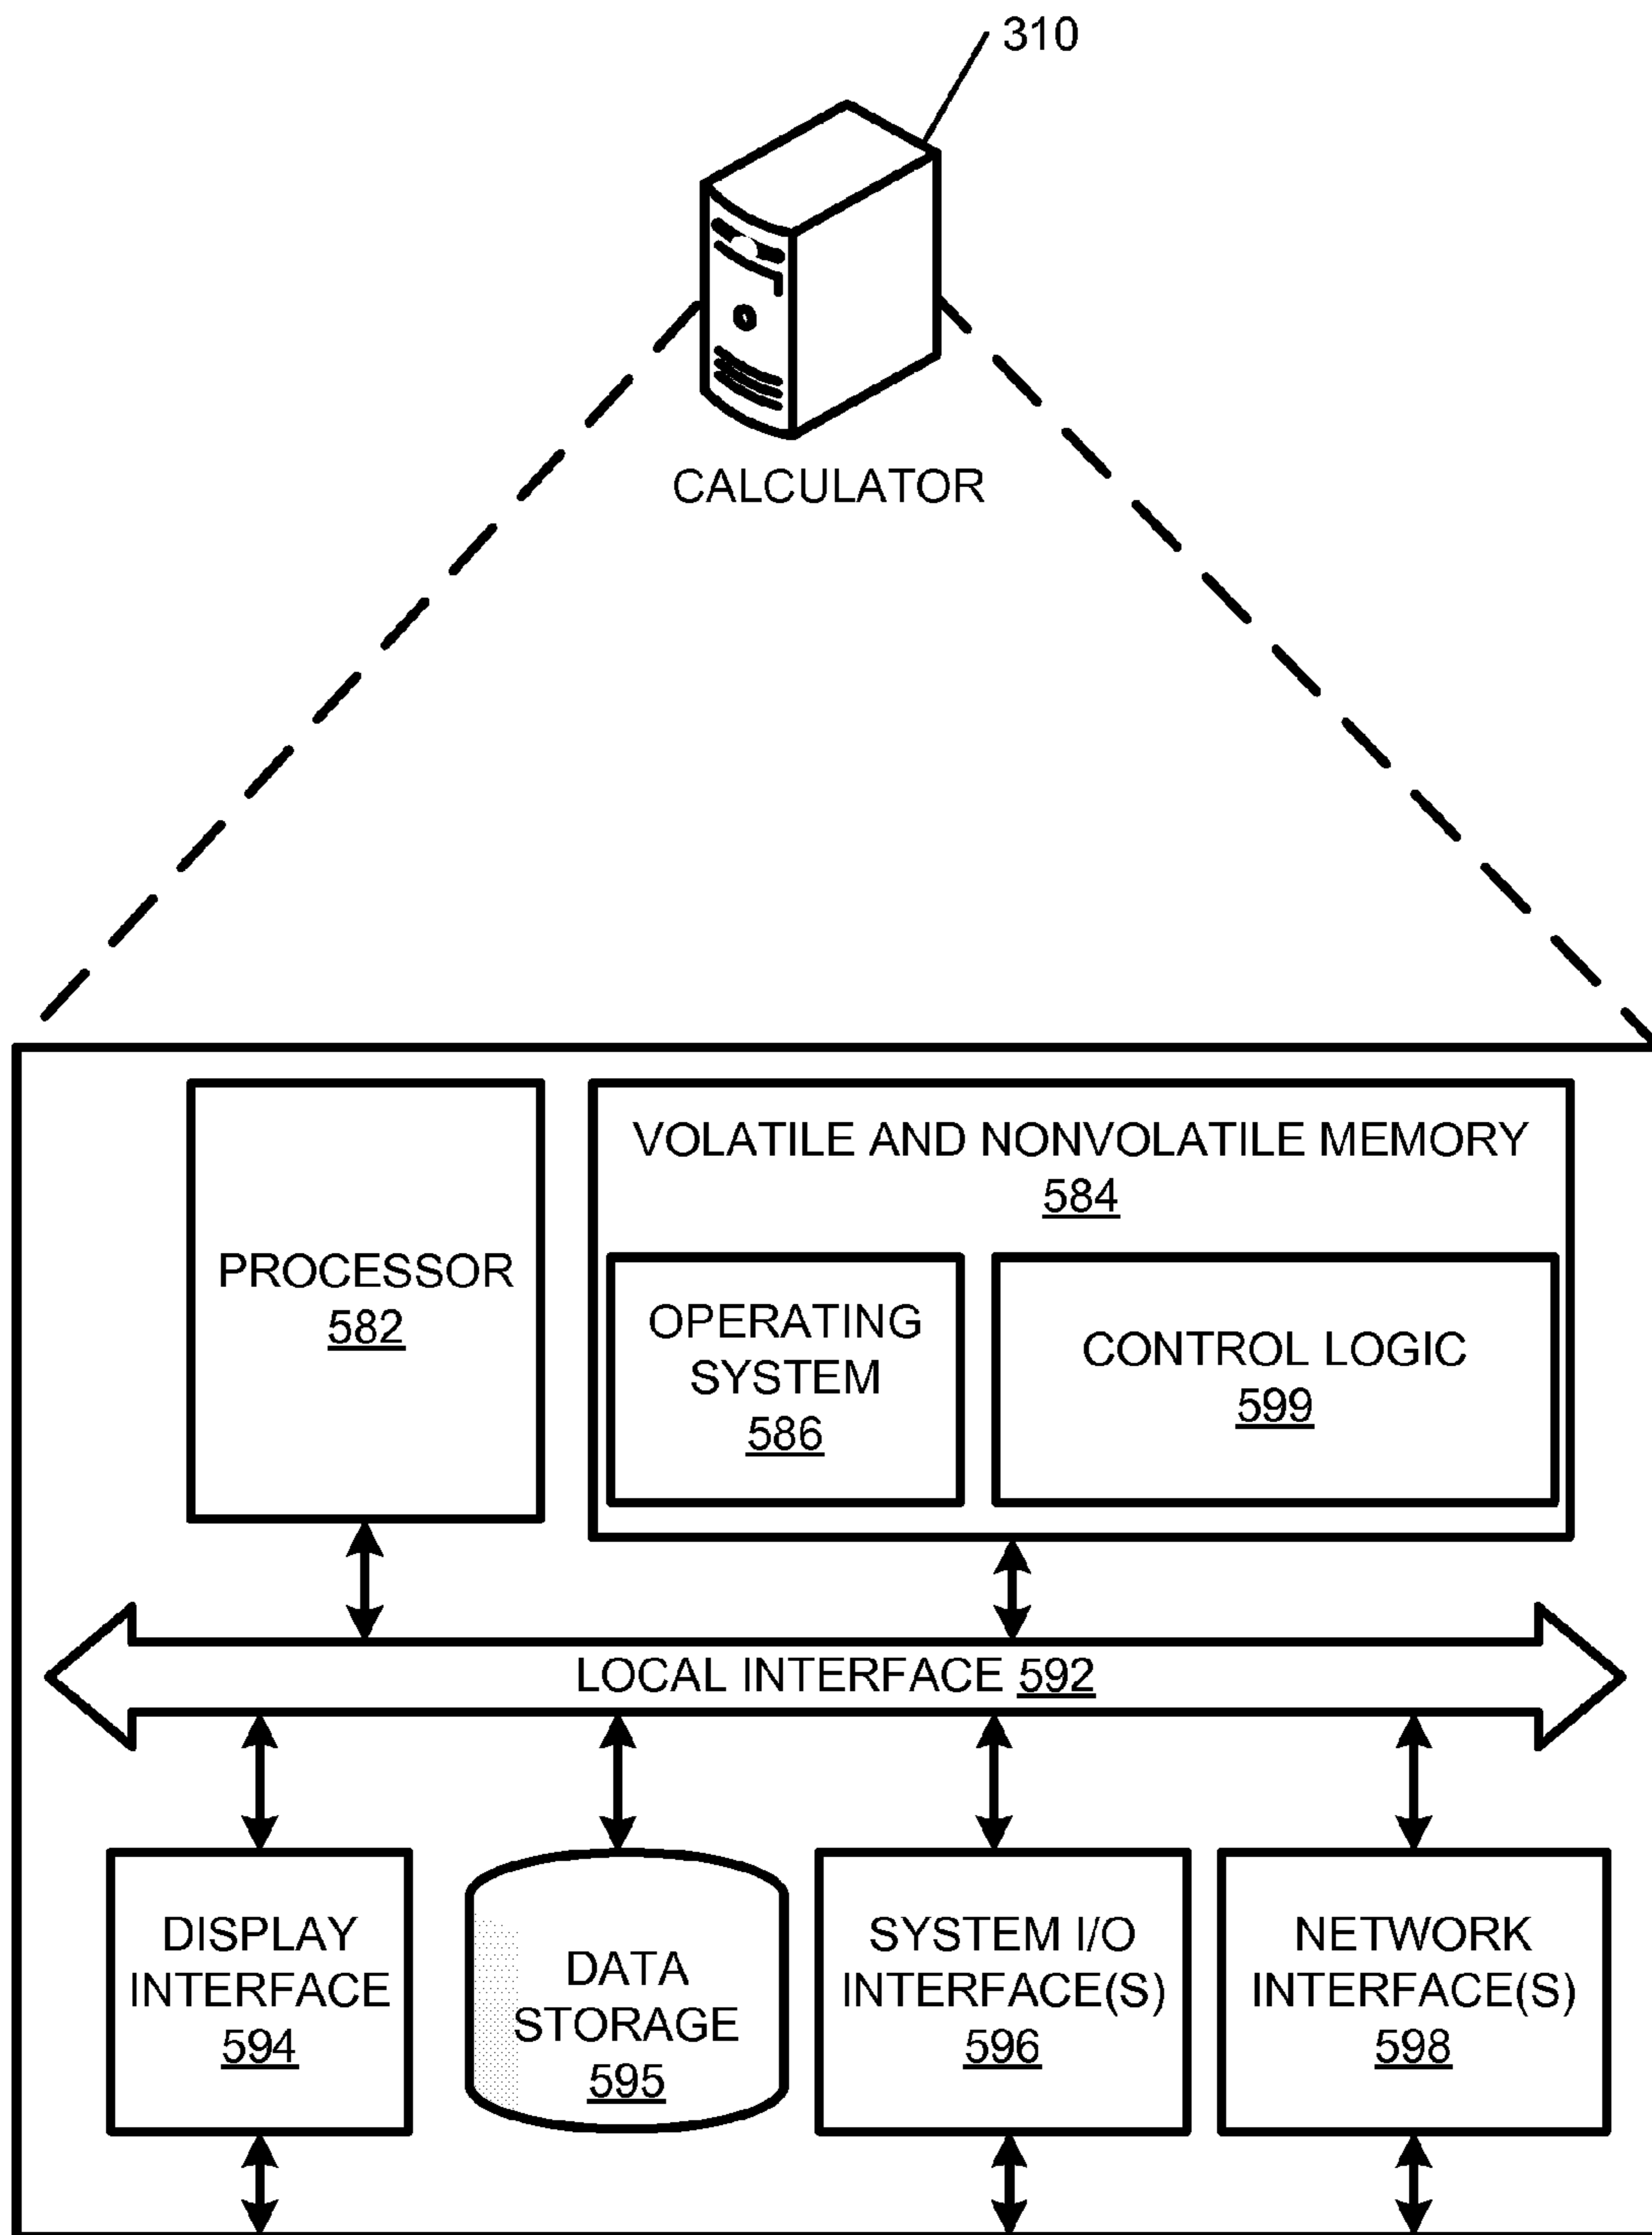 310
CALCULATOR
VOLATILE AND NONVOLATILE MEMORY
584
PROCESSOR
582
OPERATING
SYSTEM
586
CONTROL LOGIC
599
LOCAL INTERFACE 592
DISPLAY
INTERFACE
594
DATA
STORAGE
595
SYSTEM I/O
INTERFACE(S)
596
NETWORK
INTERFACE(S)
598